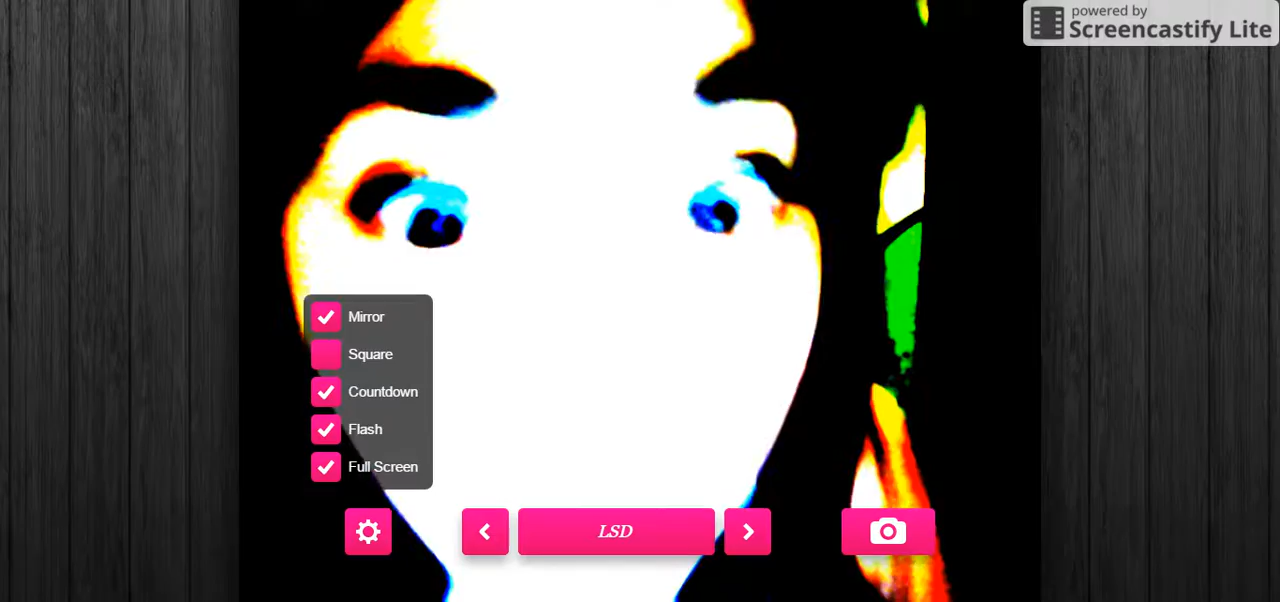 powered by
Screencastify Lite
Mirror
Square
Countdown
Flash
Full Screen
LSD